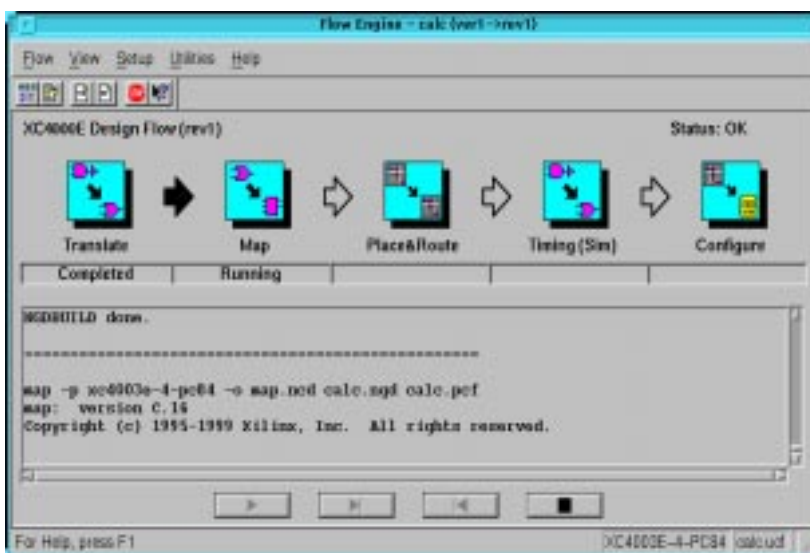 Flow Engine - calc (ver1->rev1)
Flow View Setup Utilities Help
XC4000E Design Flow (rev1) Status: OK
Translate Map Place&Route Timing (Sim) Configure
Completed Running
NGDBUILD done.
==================================================
map -p xc4003e-4-pc84 -o map.ncd calc.ngd calc.pcf
map: version C.16
Copyright (c) 1995-1999 Xilinx, Inc. All rights reserved.
For Help, press F1 XC4003E-4-PC84 calc.ucf